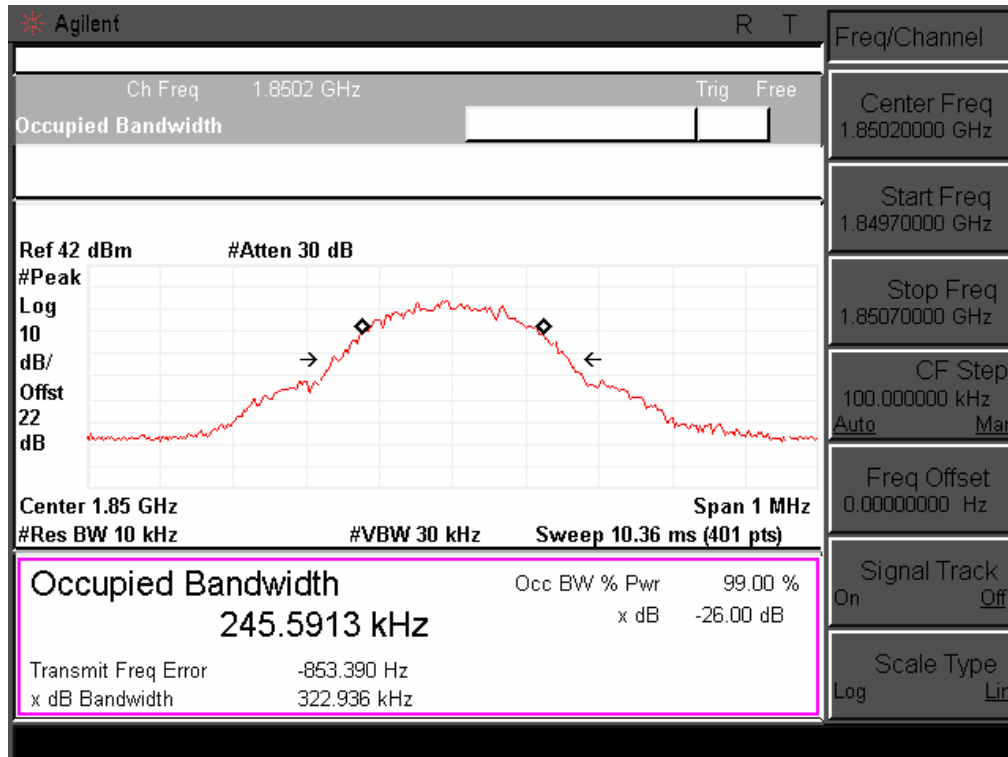 Agilent R T
Ch Freq 1.8502 GHz Trig Free
Occupied Bandwidth
Ref 42 dBm #Atten 30 dB
#Peak
Log
10
dB/
Offst
22
dB
Center 1.85 GHz Span 1 MHz
#Res BW 10 kHz #VBW 30 kHz Sweep 10.36 ms (401 pts)
Occupied Bandwidth
245.5913 kHz
Occ BW % Pwr 99.00 %
x dB -26.00 dB
Transmit Freq Error -853.390 Hz
x dB Bandwidth 322.936 kHz
Freq/Channel
Center Freq
1.85020000 GHz
Start Freq
1.84970000 GHz
Stop Freq
1.85070000 GHz
CF Step
100.000000 kHz
Auto Man
Freq Offset
0.00000000 Hz
Signal Track
On Off
Scale Type
Log Lin